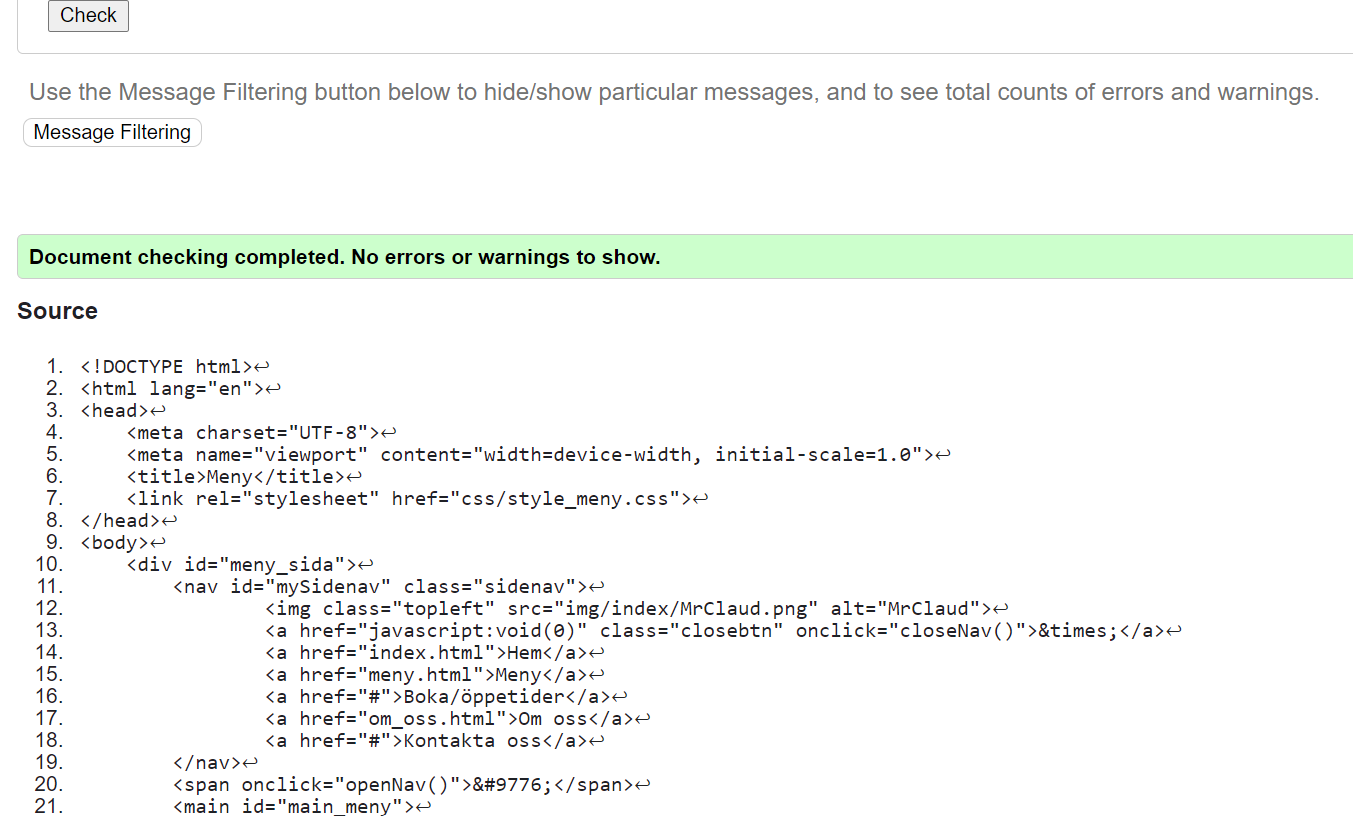 Check
Use the Message Filtering button below to hide/show particular messages, and to see total counts of errors and warnings.
Message Filtering
Document checking completed. No errors or warnings to show.
Source
1. <!DOCTYPE html>↩
2. <html lang="en">↩
3. <head>↩
4.     <meta charset="UTF-8">↩
5.     <meta name="viewport" content="width=device-width, initial-scale=1.0">↩
6.     <title>Meny</title>↩
7.     <link rel="stylesheet" href="css/style_meny.css">↩
8. </head>↩
9. <body>↩
10.     <div id="meny_sida">↩
11.         <nav id="mySidenav" class="sidenav">↩
12.                 <img class="topleft" src="img/index/MrClaud.png" alt="MrClaud">↩
13.                 <a href="javascript:void(0)" class="closebtn" onclick="closeNav()">&times;</a>↩
14.                 <a href="index.html">Hem</a>↩
15.                 <a href="meny.html">Meny</a>↩
16.                 <a href="#">Boka/öppetider</a>↩
17.                 <a href="om_oss.html">Om oss</a>↩
18.                 <a href="#">Kontakta oss</a>↩
19.         </nav>↩
20.         <span onclick="openNav()">&#9776;</span>↩
21.         <main id="main_meny">↩